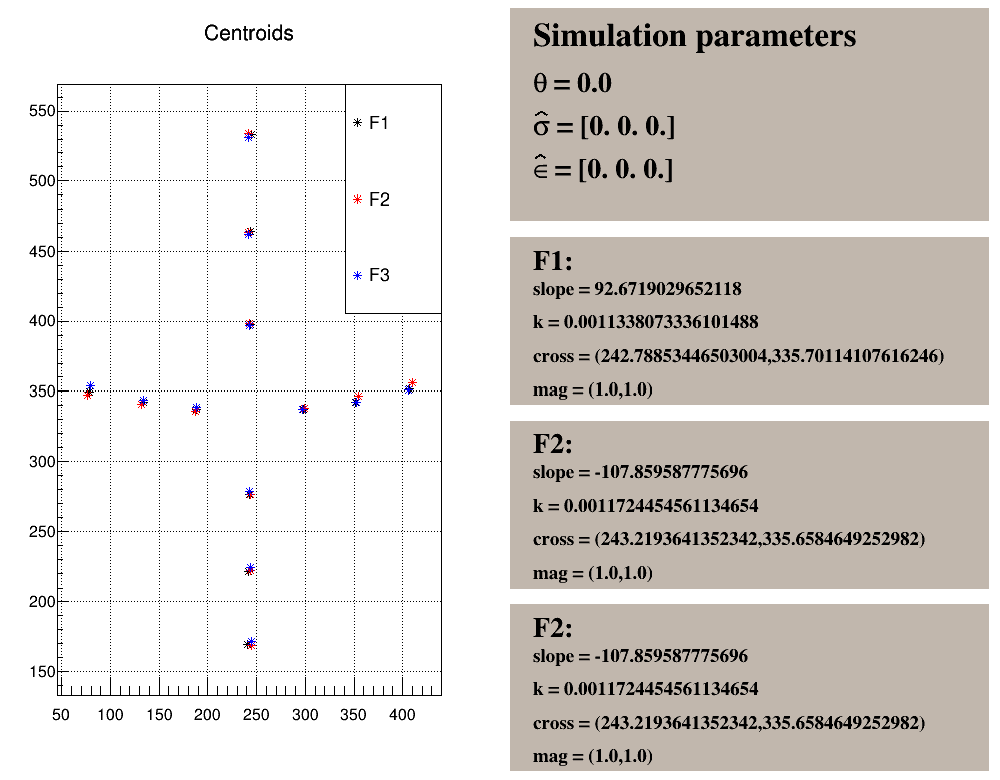 Centroids
550
500
450
400
350
300
250
200
150
50 100 150 200 250 300 350 400
F1
F2
F3
Simulation parameters
θ = 0.0
σ̂ = [0. 0. 0.]
ϵ̂ = [0. 0. 0.]
F1:
slope = 92.6719029652118
k = 0.0011338073336101488
cross = (242.78853446503004,335.70114107616246)
mag = (1.0,1.0)
F2:
slope = -107.859587775696
k = 0.0011724454561134654
cross = (243.2193641352342,335.6584649252982)
mag = (1.0,1.0)
F2:
slope = -107.859587775696
k = 0.0011724454561134654
cross = (243.2193641352342,335.6584649252982)
mag = (1.0,1.0)